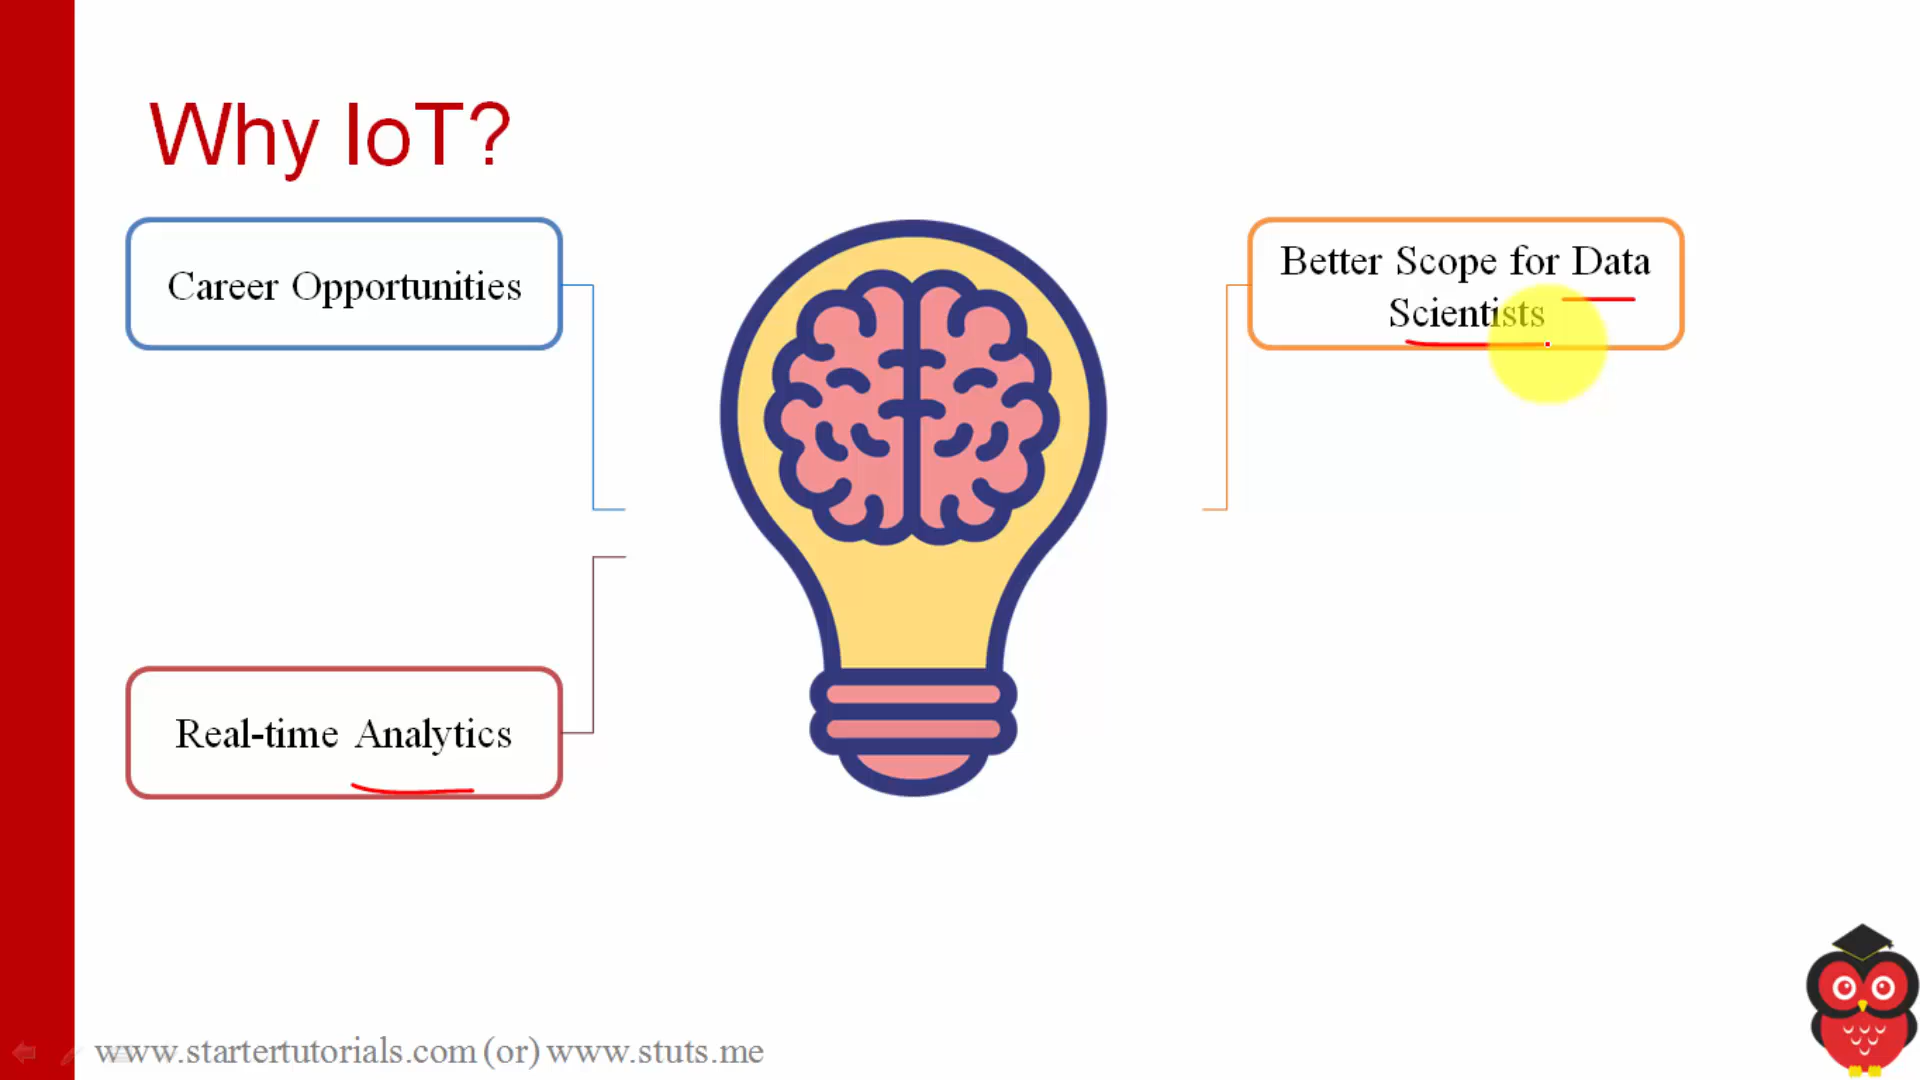 Why IoT?
Career Opportunities
Better Scope for Data
Scientists
Real-time Analytics
www.startertutorials.com (or) www.stuts.me